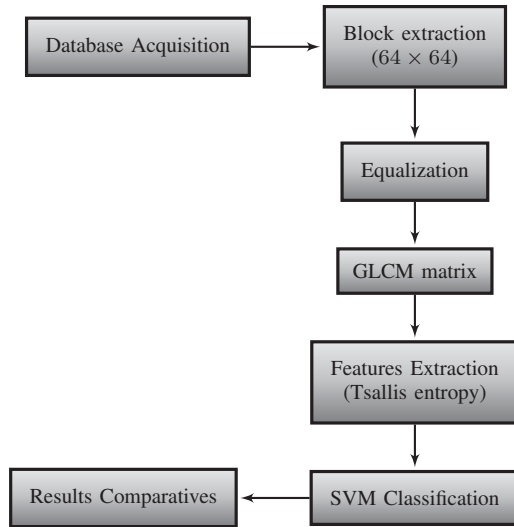 Database Acquisition
Block extraction
(64 × 64)
Equalization
GLCM matrix
Features Extraction
(Tsallis entropy)
SVM Classification
Results Comparatives